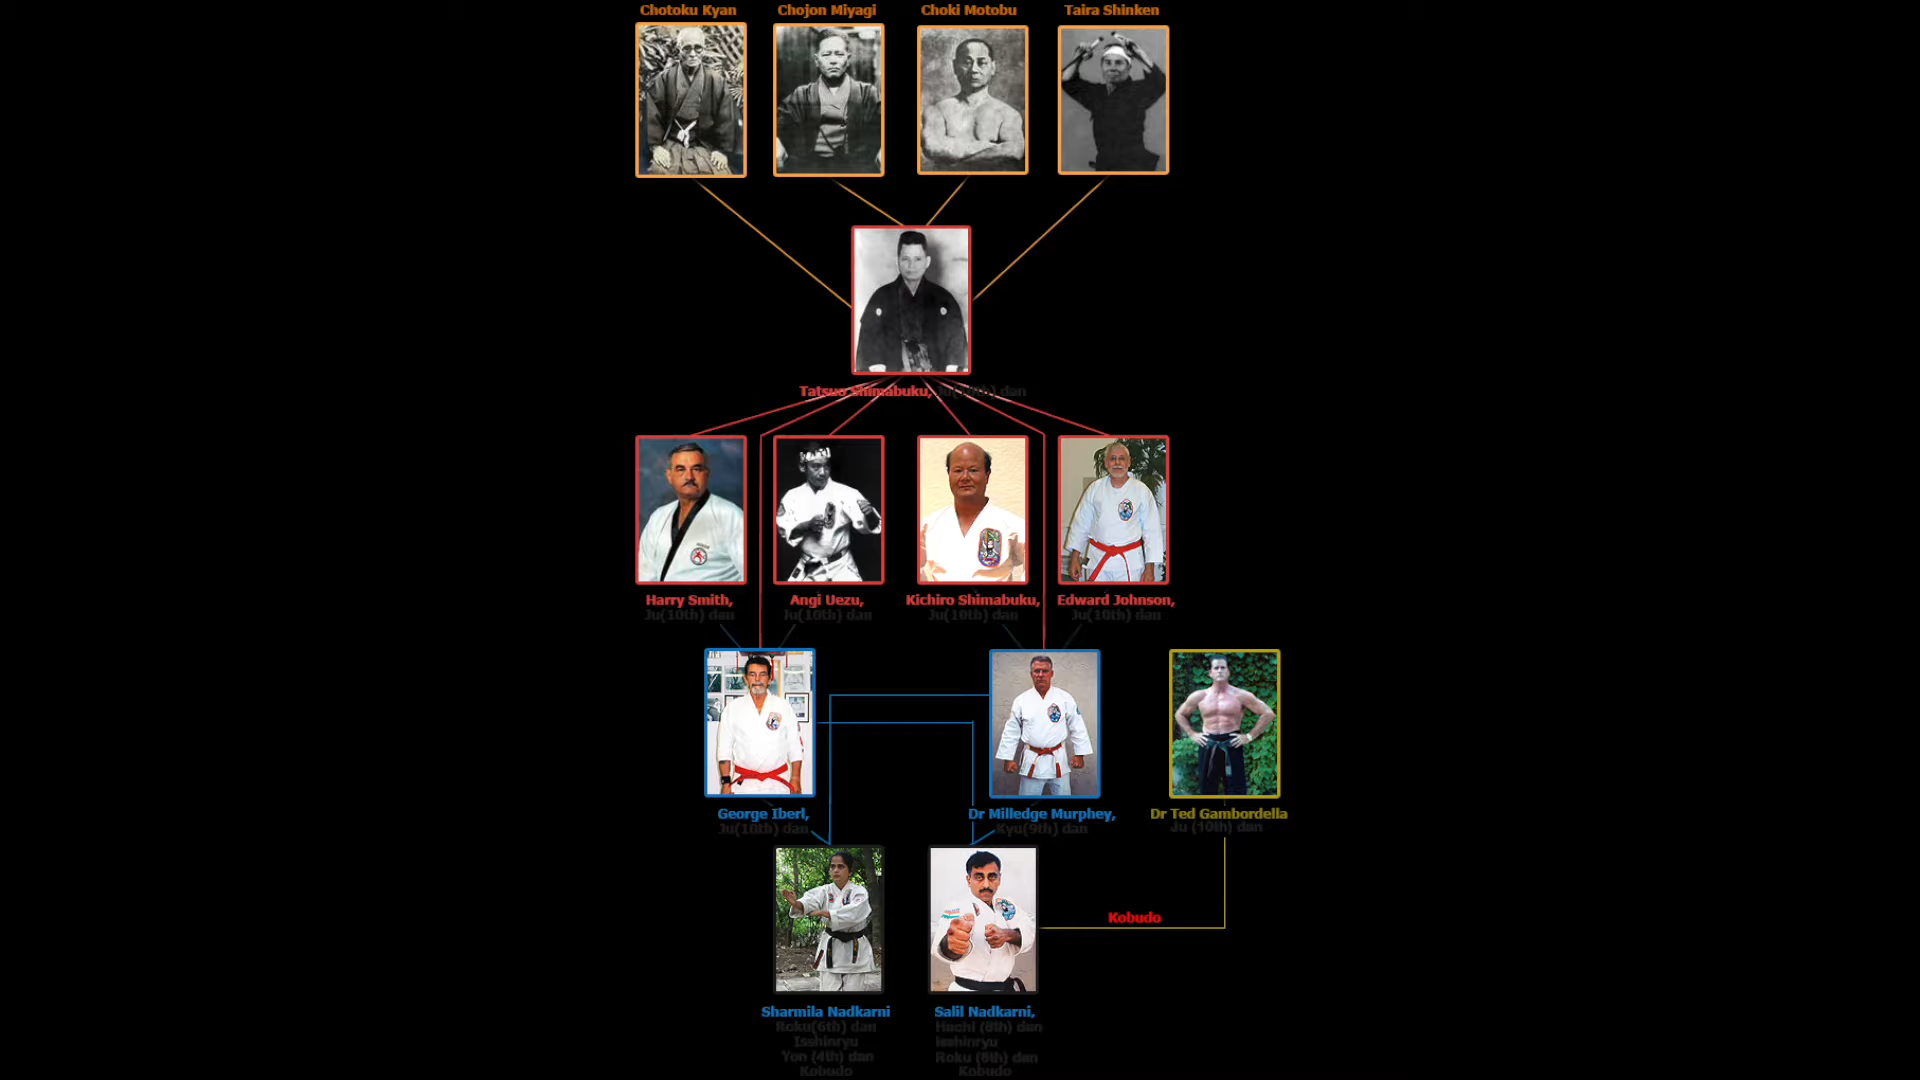 Chotoku Kyan
Chojon Miyagi
Choki Motobu
Taira Shinken
Tatsuo Shimabuku, Ju(10th) dan
Harry Smith,
Ju(10th) dan
Angi Uezu,
Ju(10th) dan
Kichiro Shimabuku,
Ju(10th) dan
Edward Johnson,
Ju(10th) dan
George Iberl,
Ju(10th) dan
Dr Milledge Murphey,
Kyu(9th) dan
Dr Ted Gambordella
Ju (10th) dan
Kobudo
Sharmila Nadkarni
Roku(6th) dan
Isshinryu
Yon (4th) dan
Kobudo
Salil Nadkarni,
Hachi (8th) dan
Isshinryu
Roku (6th) dan
Kobudo